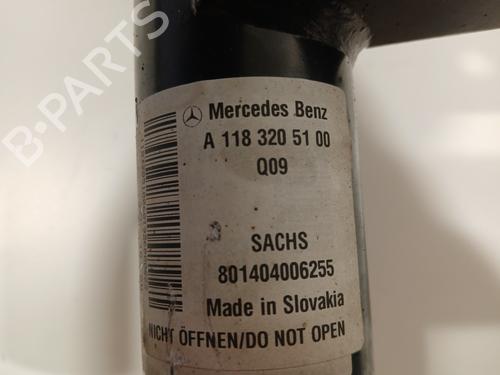 B-PARTS
Mercedes Benz
A 118 320 51 00
Q09
SACHS
801404006255
Made in Slovakia
NICHT ÖFFNEN/DO NOT OPEN